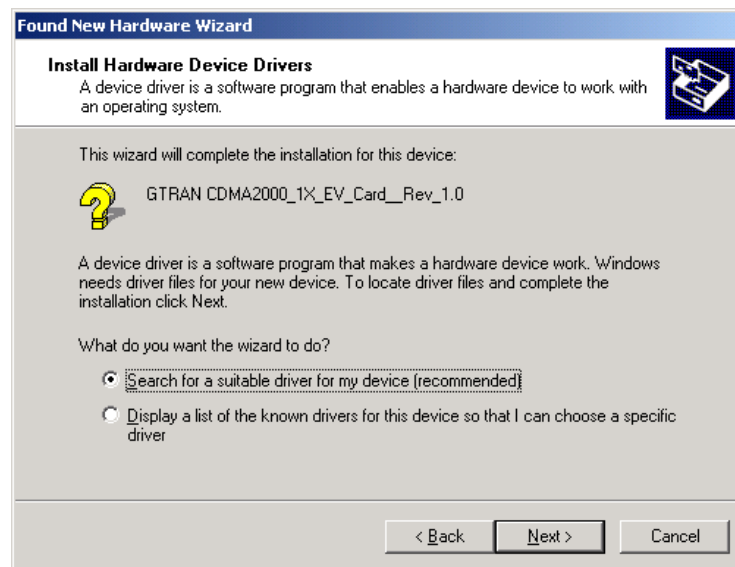 Found New Hardware Wizard
Install Hardware Device Drivers
A device driver is a software program that enables a hardware device to work with
an operating system.
This wizard will complete the installation for this device:
GTRAN CDMA2000_1X_EV_Card__Rev_1.0
A device driver is a software program that makes a hardware device work. Windows
needs driver files for your new device. To locate driver files and complete the
installation click Next.
What do you want the wizard to do?
Search for a suitable driver for my device (recommended)
Display a list of the known drivers for this device so that I can choose a specific
driver
< Back Next > Cancel